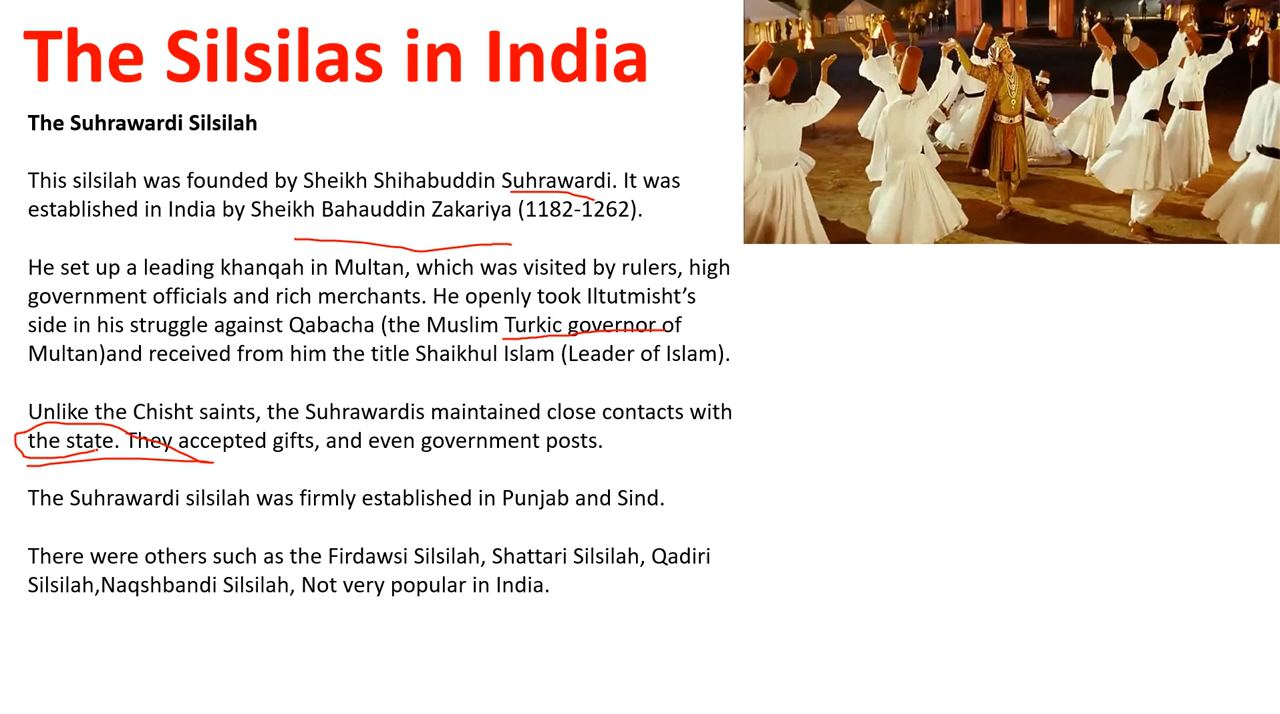 The Silsilas in India
The Suhrawardi Silsilah
This silsilah was founded by Sheikh Shihabuddin Suhrawardi. It was
established in India by Sheikh Bahauddin Zakariya (1182-1262).
He set up a leading khanqah in Multan, which was visited by rulers, high
government officials and rich merchants. He openly took Iltutmisht’s
side in his struggle against Qabacha (the Muslim Turkic governor of
Multan)and received from him the title Shaikhul Islam (Leader of Islam).
Unlike the Chisht saints, the Suhrawardis maintained close contacts with
the state. They accepted gifts, and even government posts.
The Suhrawardi silsilah was firmly established in Punjab and Sind.
There were others such as the Firdawsi Silsilah, Shattari Silsilah, Qadiri
Silsilah,Naqshbandi Silsilah, Not very popular in India.